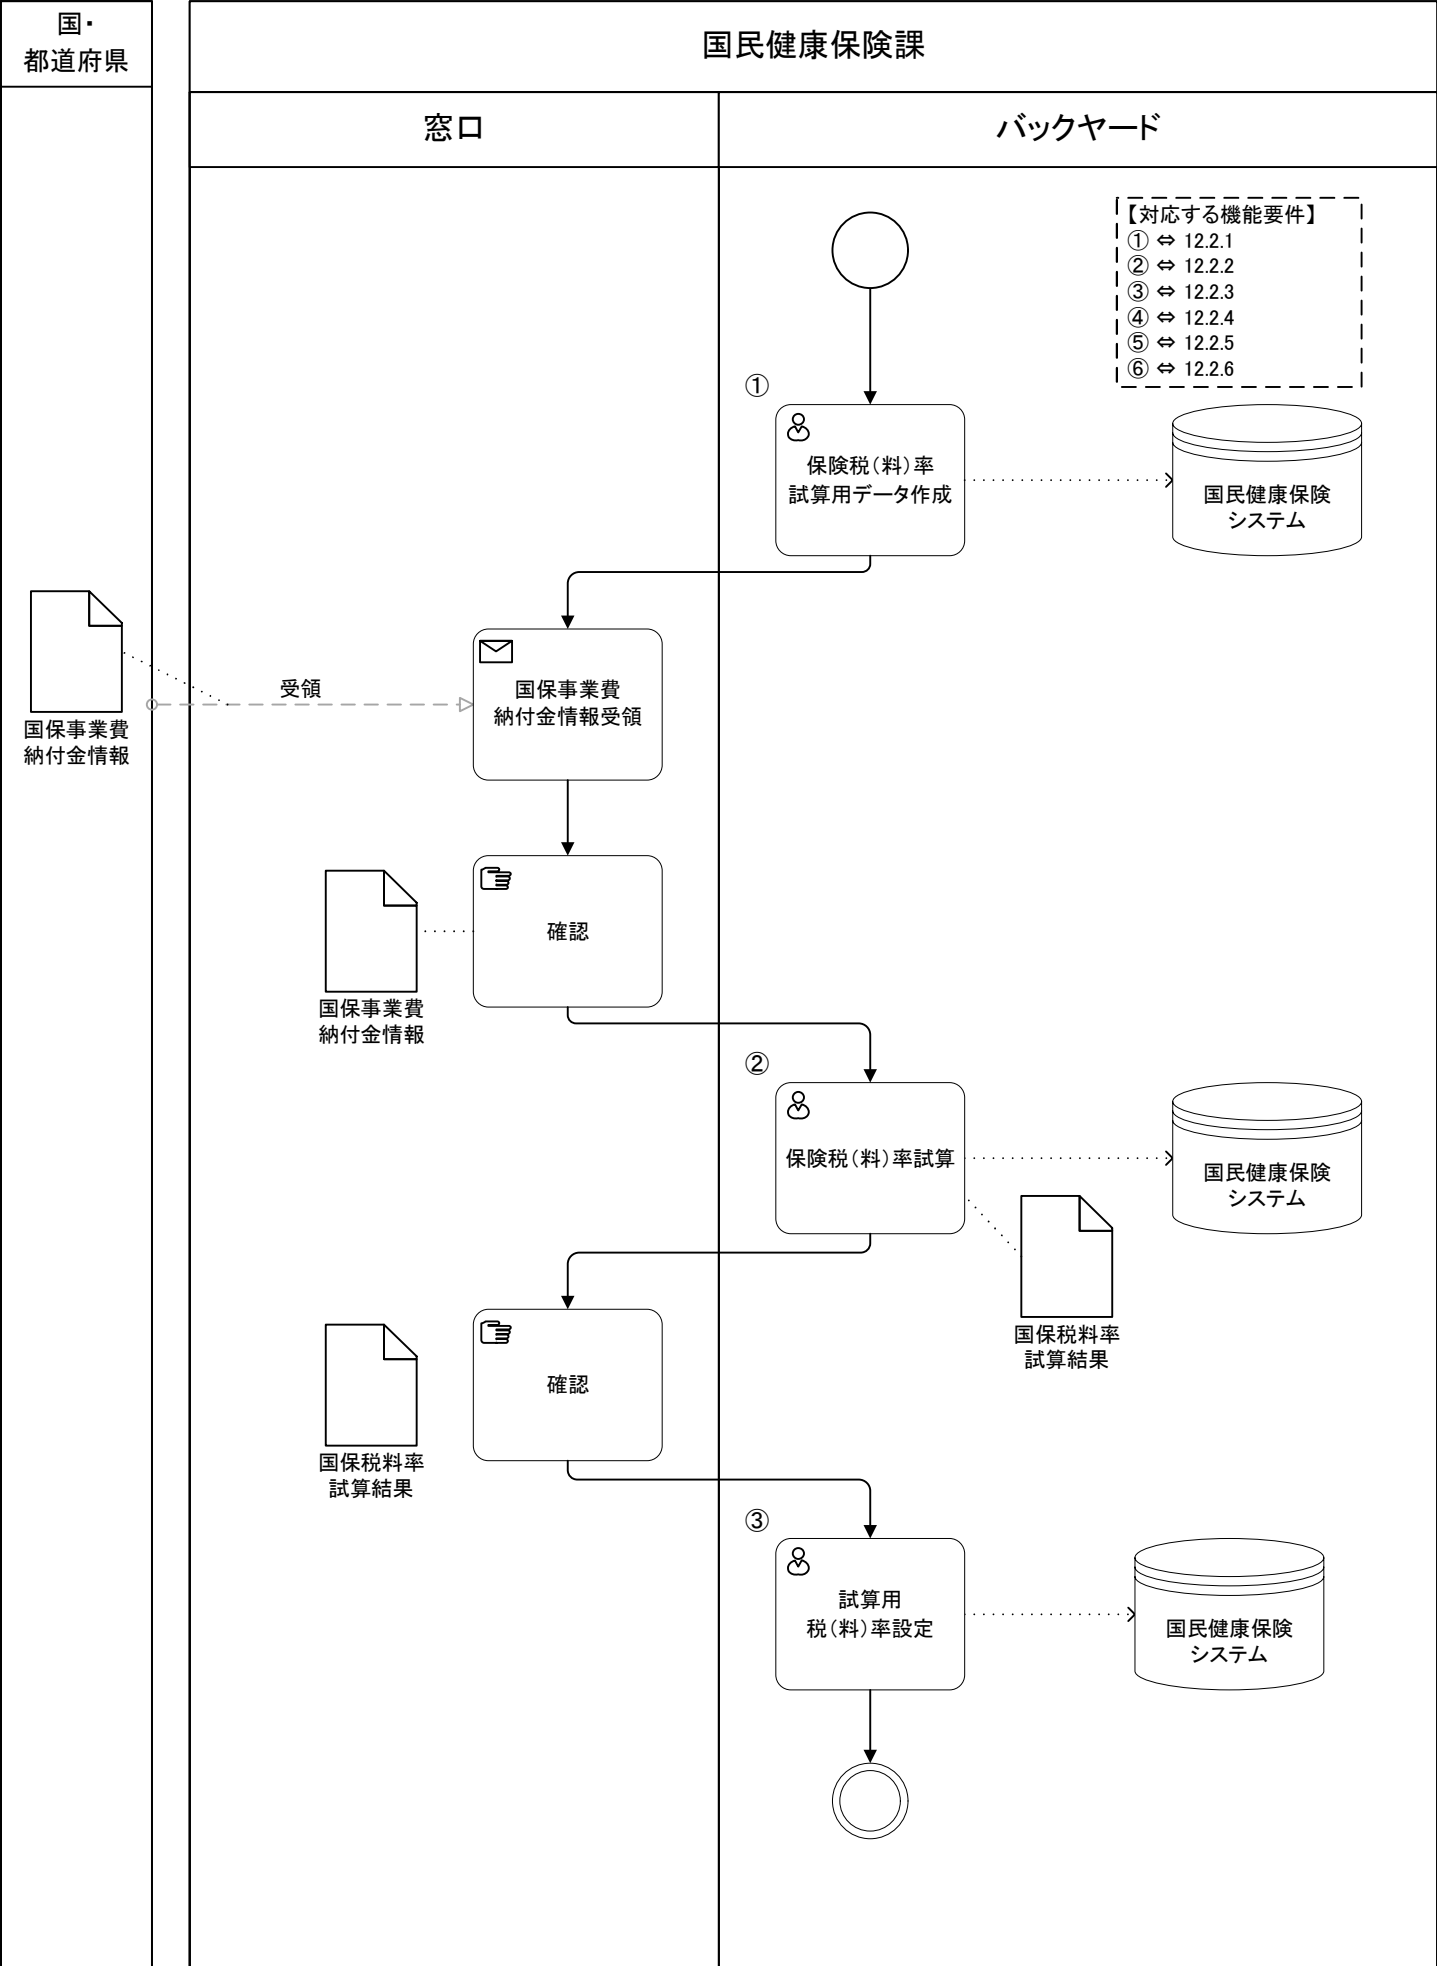 国・
都道府県
国民健康保険課
窓口
バックヤード
【対応する機能要件】
① ⇔ 12.2.1
② ⇔ 12.2.2
③ ⇔ 12.2.3
④ ⇔ 12.2.4
⑤ ⇔ 12.2.5
⑥ ⇔ 12.2.6
①
保険税(料)率
試算用データ作成
国民健康保険
システム
国保事業費
納付金情報
受領
国保事業費
納付金情報受領
確認
国保事業費
納付金情報
②
保険税(料)率試算
国民健康保険
システム
国保税料率
試算結果
確認
国保税料率
試算結果
③
試算用
税(料)率設定
国民健康保険
システム